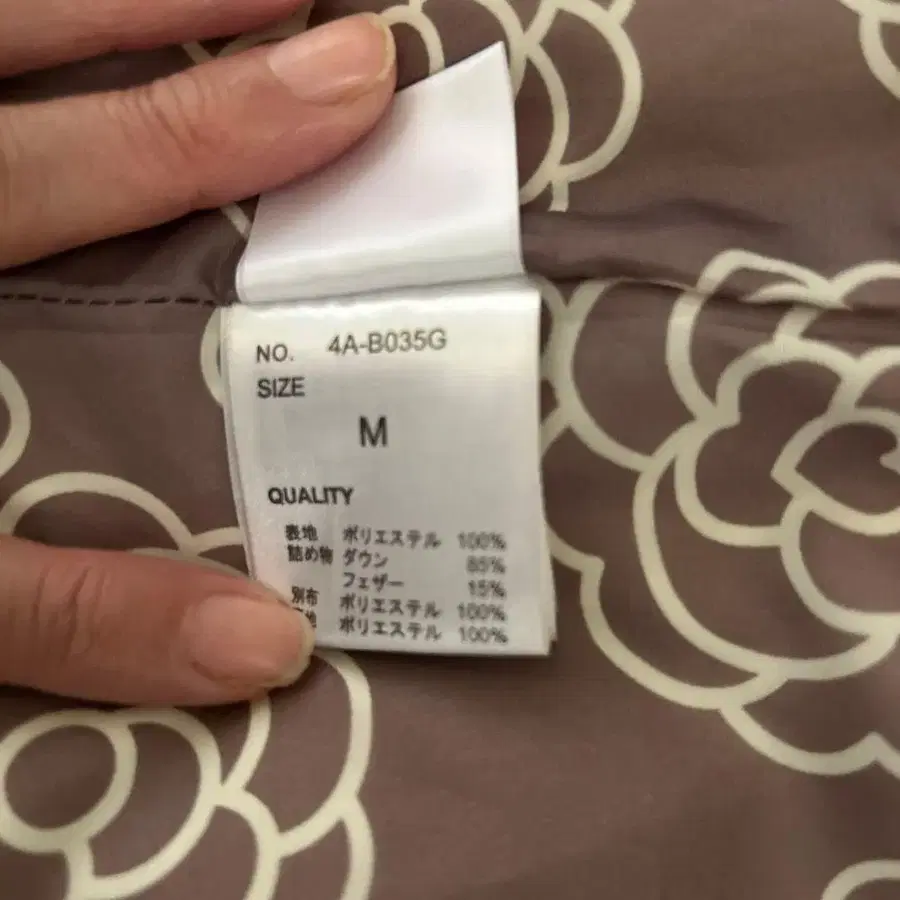 NO. 4A-B035G
SIZE
M
QUALITY
表地 ポリエステル 100%
詰め物 ダウン 85%
フェザー 15%
別布 ポリエステル 100%
地 ポリエステル 100%